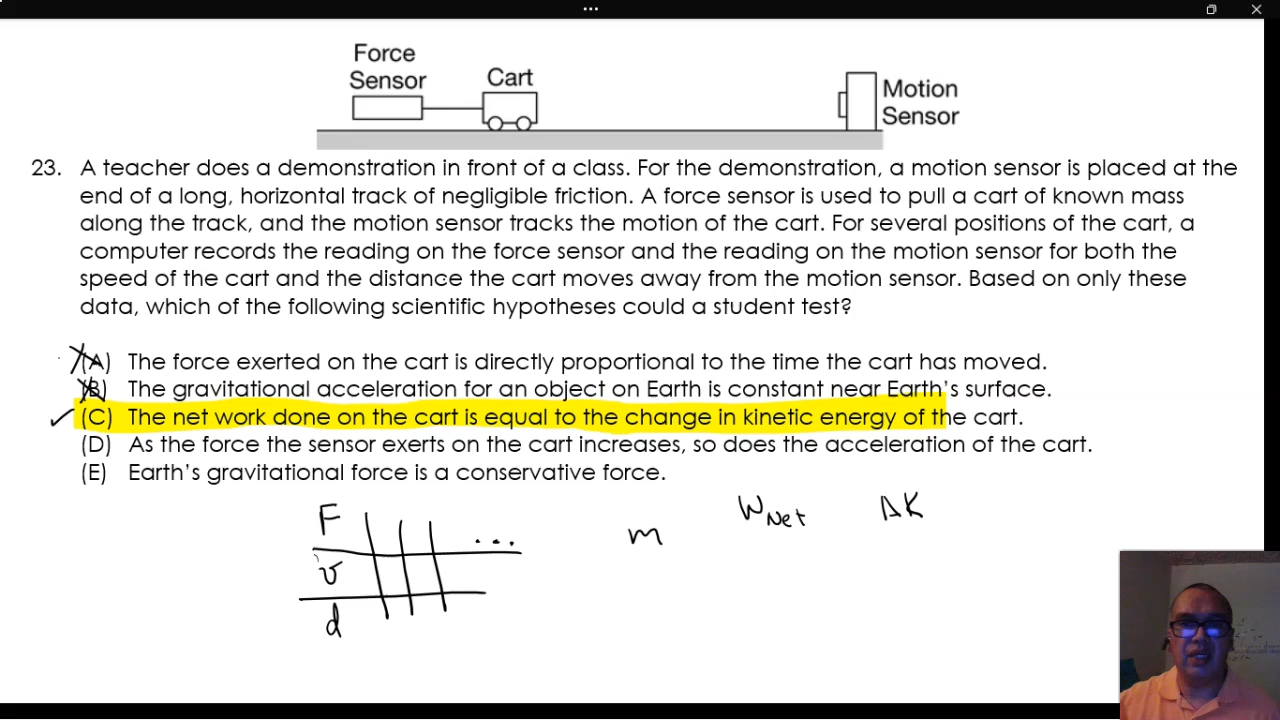 Force
Sensor
Cart
Motion
Sensor
23. A teacher does a demonstration in front of a class. For the demonstration, a motion sensor is placed at the
end of a long, horizontal track of negligible friction. A force sensor is used to pull a cart of known mass
along the track, and the motion sensor tracks the motion of the cart. For several positions of the cart, a
computer records the reading on the force sensor and the reading on the motion sensor for both the
speed of the cart and the distance the cart moves away from the motion sensor. Based on only these
data, which of the following scientific hypotheses could a student test?
(A) The force exerted on the cart is directly proportional to the time the cart has moved.
(B) The gravitational acceleration for an object on Earth is constant near Earth's surface.
(C) The net work done on the cart is equal to the change in kinetic energy of the cart.
(D) As the force the sensor exerts on the cart increases, so does the acceleration of the cart.
(E) Earth's gravitational force is a conservative force.
F
v
d
...
m
W Net
ΔK